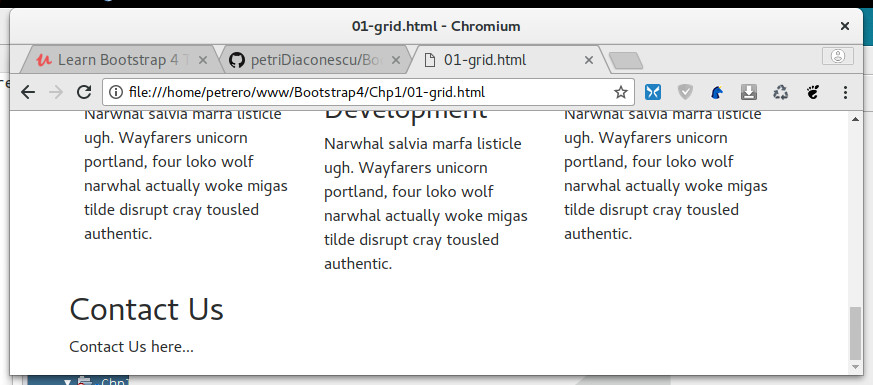 01-grid.html - Chromium
Learn Bootstrap 4 T
petriDiaconescu/Bo
01-grid.html
file:///home/petrero/www/Bootstrap4/Chp1/01-grid.html
Narwhal salvia marfa listicle
ugh. Wayfarers unicorn
portland, four loko wolf
narwhal actually woke migas
tilde disrupt cray tousled
authentic.
Development
Narwhal salvia marfa listicle
ugh. Wayfarers unicorn
portland, four loko wolf
narwhal actually woke migas
tilde disrupt cray tousled
authentic.
Narwhal salvia marfa listicle
ugh. Wayfarers unicorn
portland, four loko wolf
narwhal actually woke migas
tilde disrupt cray tousled
authentic.
Contact Us
Contact Us here...